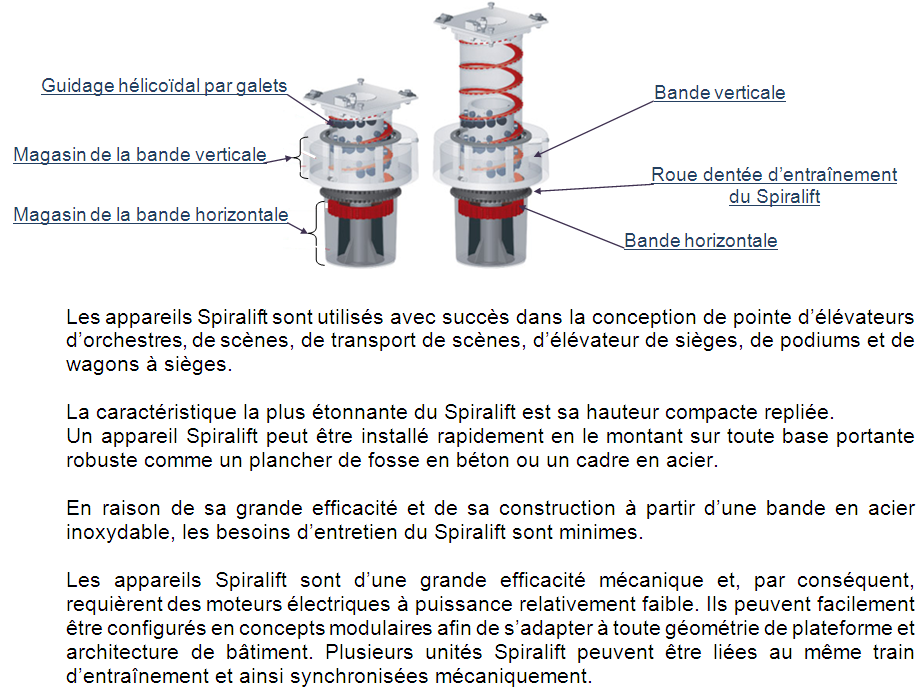 Guidage hélicoïdal par galets
Bande verticale
Magasin de la bande verticale
Roue dentée d’entraînement
du Spiralift
Magasin de la bande horizontale
Bande horizontale
Les appareils Spiralift sont utilisés avec succès dans la conception de pointe d’élévateurs
d’orchestres, de scènes, de transport de scènes, d’élévateur de sièges, de podiums et de
wagons à sièges.
La caractéristique la plus étonnante du Spiralift est sa hauteur compacte repliée.
Un appareil Spiralift peut être installé rapidement en le montant sur toute base portante
robuste comme un plancher de fosse en béton ou un cadre en acier.
En raison de sa grande efficacité et de sa construction à partir d’une bande en acier
inoxydable, les besoins d’entretien du Spiralift sont minimes.
Les appareils Spiralift sont d’une grande efficacité mécanique et, par conséquent,
requièrent des moteurs électriques à puissance relativement faible. Ils peuvent facilement
être configurés en concepts modulaires afin de s’adapter à toute géométrie de plateforme et
architecture de bâtiment. Plusieurs unités Spiralift peuvent être liées au même train
d’entraînement et ainsi synchronisées mécaniquement.